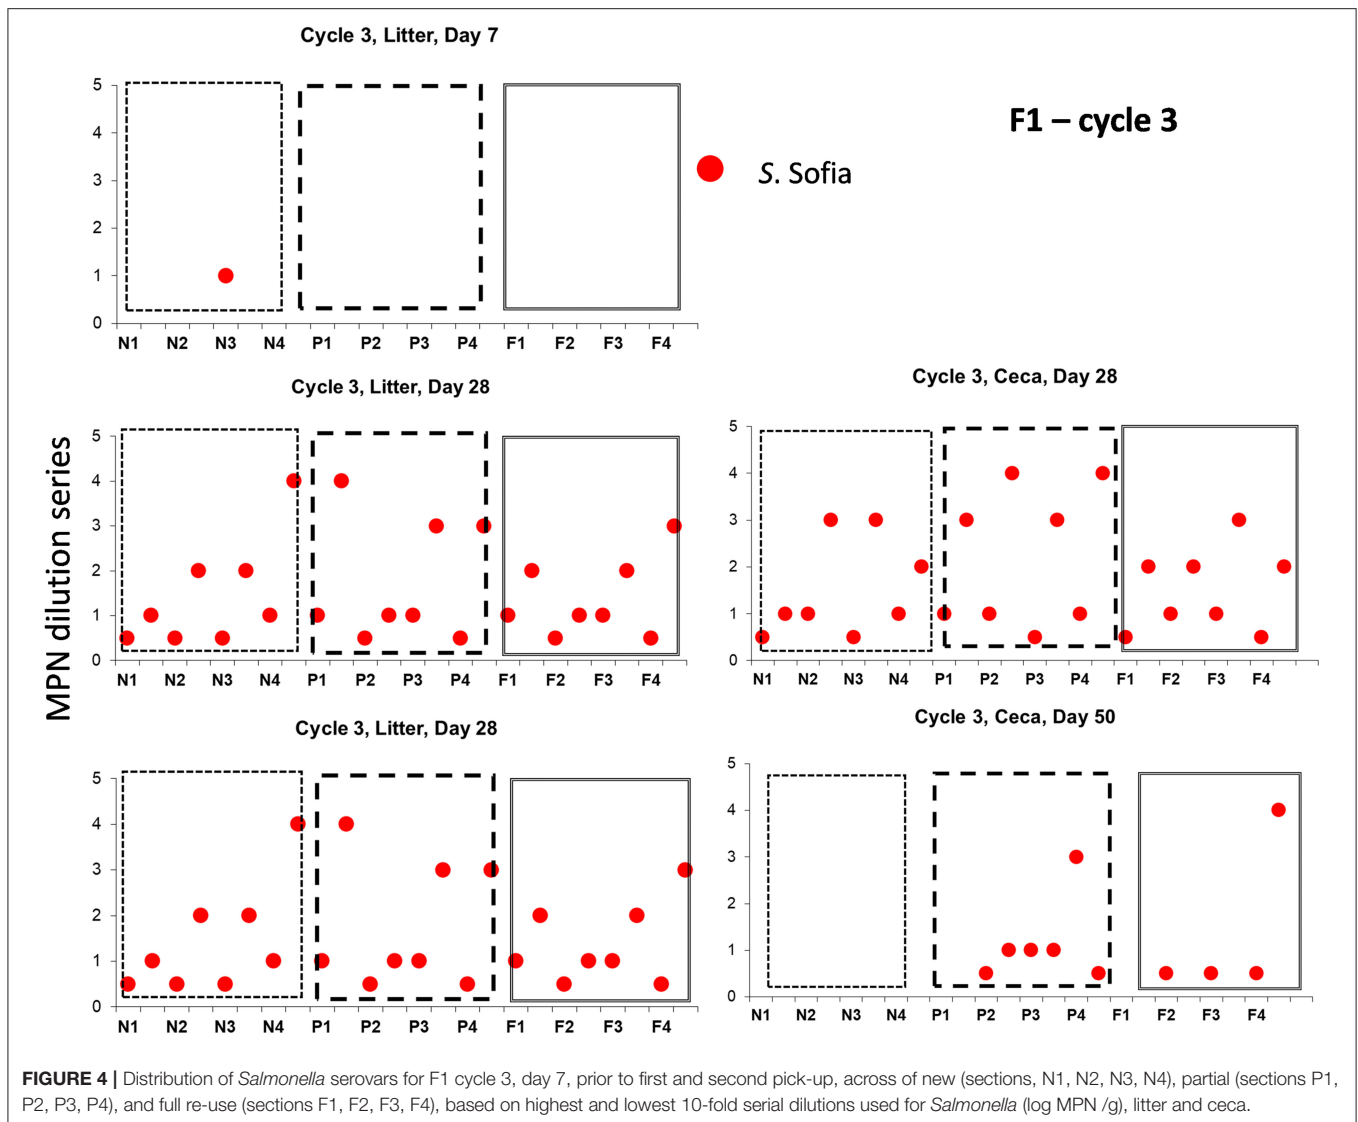 Cycle 3, Litter, Day 7
5
4
3
2
1
0
N1 N2 N3 N4 P1 P2 P3 P4 F1 F2 F3 F4
F1 – cycle 3
S. Sofia
MPN dilution series
Cycle 3, Litter, Day 28
5
4
3
2
1
0
N1 N2 N3 N4 P1 P2 P3 P4 F1 F2 F3 F4
Cycle 3, Ceca, Day 28
5
4
3
2
1
0
N1 N2 N3 N4 P1 P2 P3 P4 F1 F2 F3 F4
Cycle 3, Litter, Day 28
5
4
3
2
1
0
N1 N2 N3 N4 P1 P2 P3 P4 F1 F2 F3 F4
Cycle 3, Ceca, Day 50
5
4
3
2
1
0
N1 N2 N3 N4 P1 P2 P3 P4 F1 F2 F3 F4
FIGURE 4 | Distribution of Salmonella serovars for F1 cycle 3, day 7, prior to first and second pick-up, across of new (sections, N1, N2, N3, N4), partial (sections P1,
P2, P3, P4), and full re-use (sections F1, F2, F3, F4), based on highest and lowest 10-fold serial dilutions used for Salmonella (log MPN /g), litter and ceca.